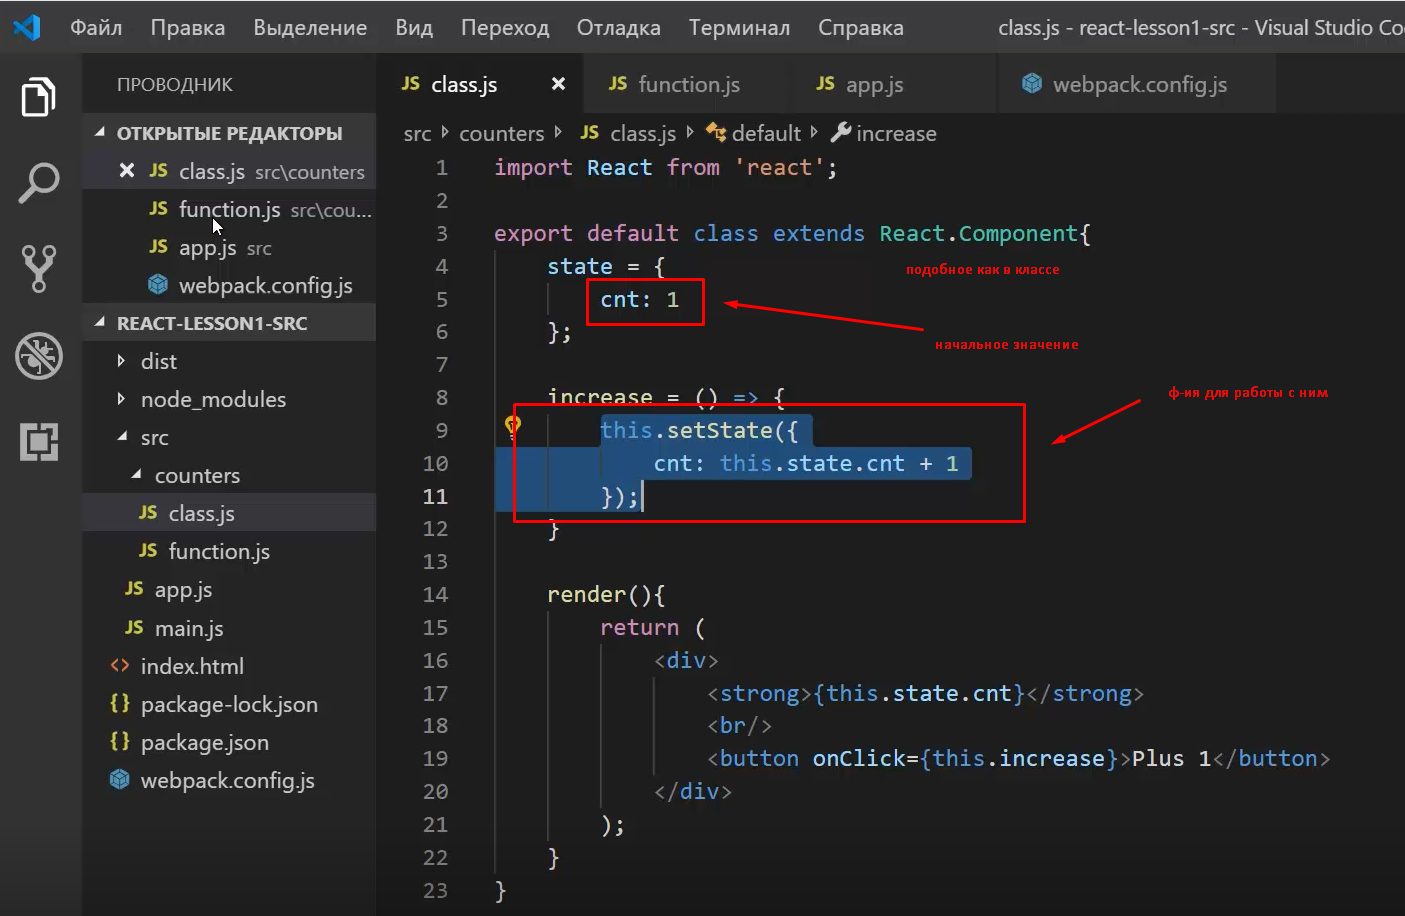 Файл Правка Выделение Вид Переход Отладка Терминал Справка class.js - react-lesson1-src - Visual Studio Co
ПРОВОДНИК
ОТКРЫТЫЕ РЕДАКТОРЫ
JS class.js src\counters
JS function.js src\cou...
JS app.js src
webpack.config.js
REACT-LESSON1-SRC
dist
node_modules
src
counters
JS class.js
JS function.js
JS app.js
JS main.js
<> index.html
{} package-lock.json
{} package.json
webpack.config.js
JS class.js JS function.js JS app.js webpack.config.js
src counters JS class.js default increase
1 import React from 'react';
2
3 export default class extends React.Component{
4 state = {
подобное как в классе
5 cnt: 1
6 };
начальное значение
7
8 increase = () => {
ф-ия для работы с ним
9 this.setState({
10 cnt: this.state.cnt + 1
11 });
12 }
13
14 render(){
15 return (
16 <div>
17 <strong>{this.state.cnt}</strong>
18 <br/>
19 <button onClick={this.increase}>Plus 1</button>
20 </div>
21 );
22 }
23 }